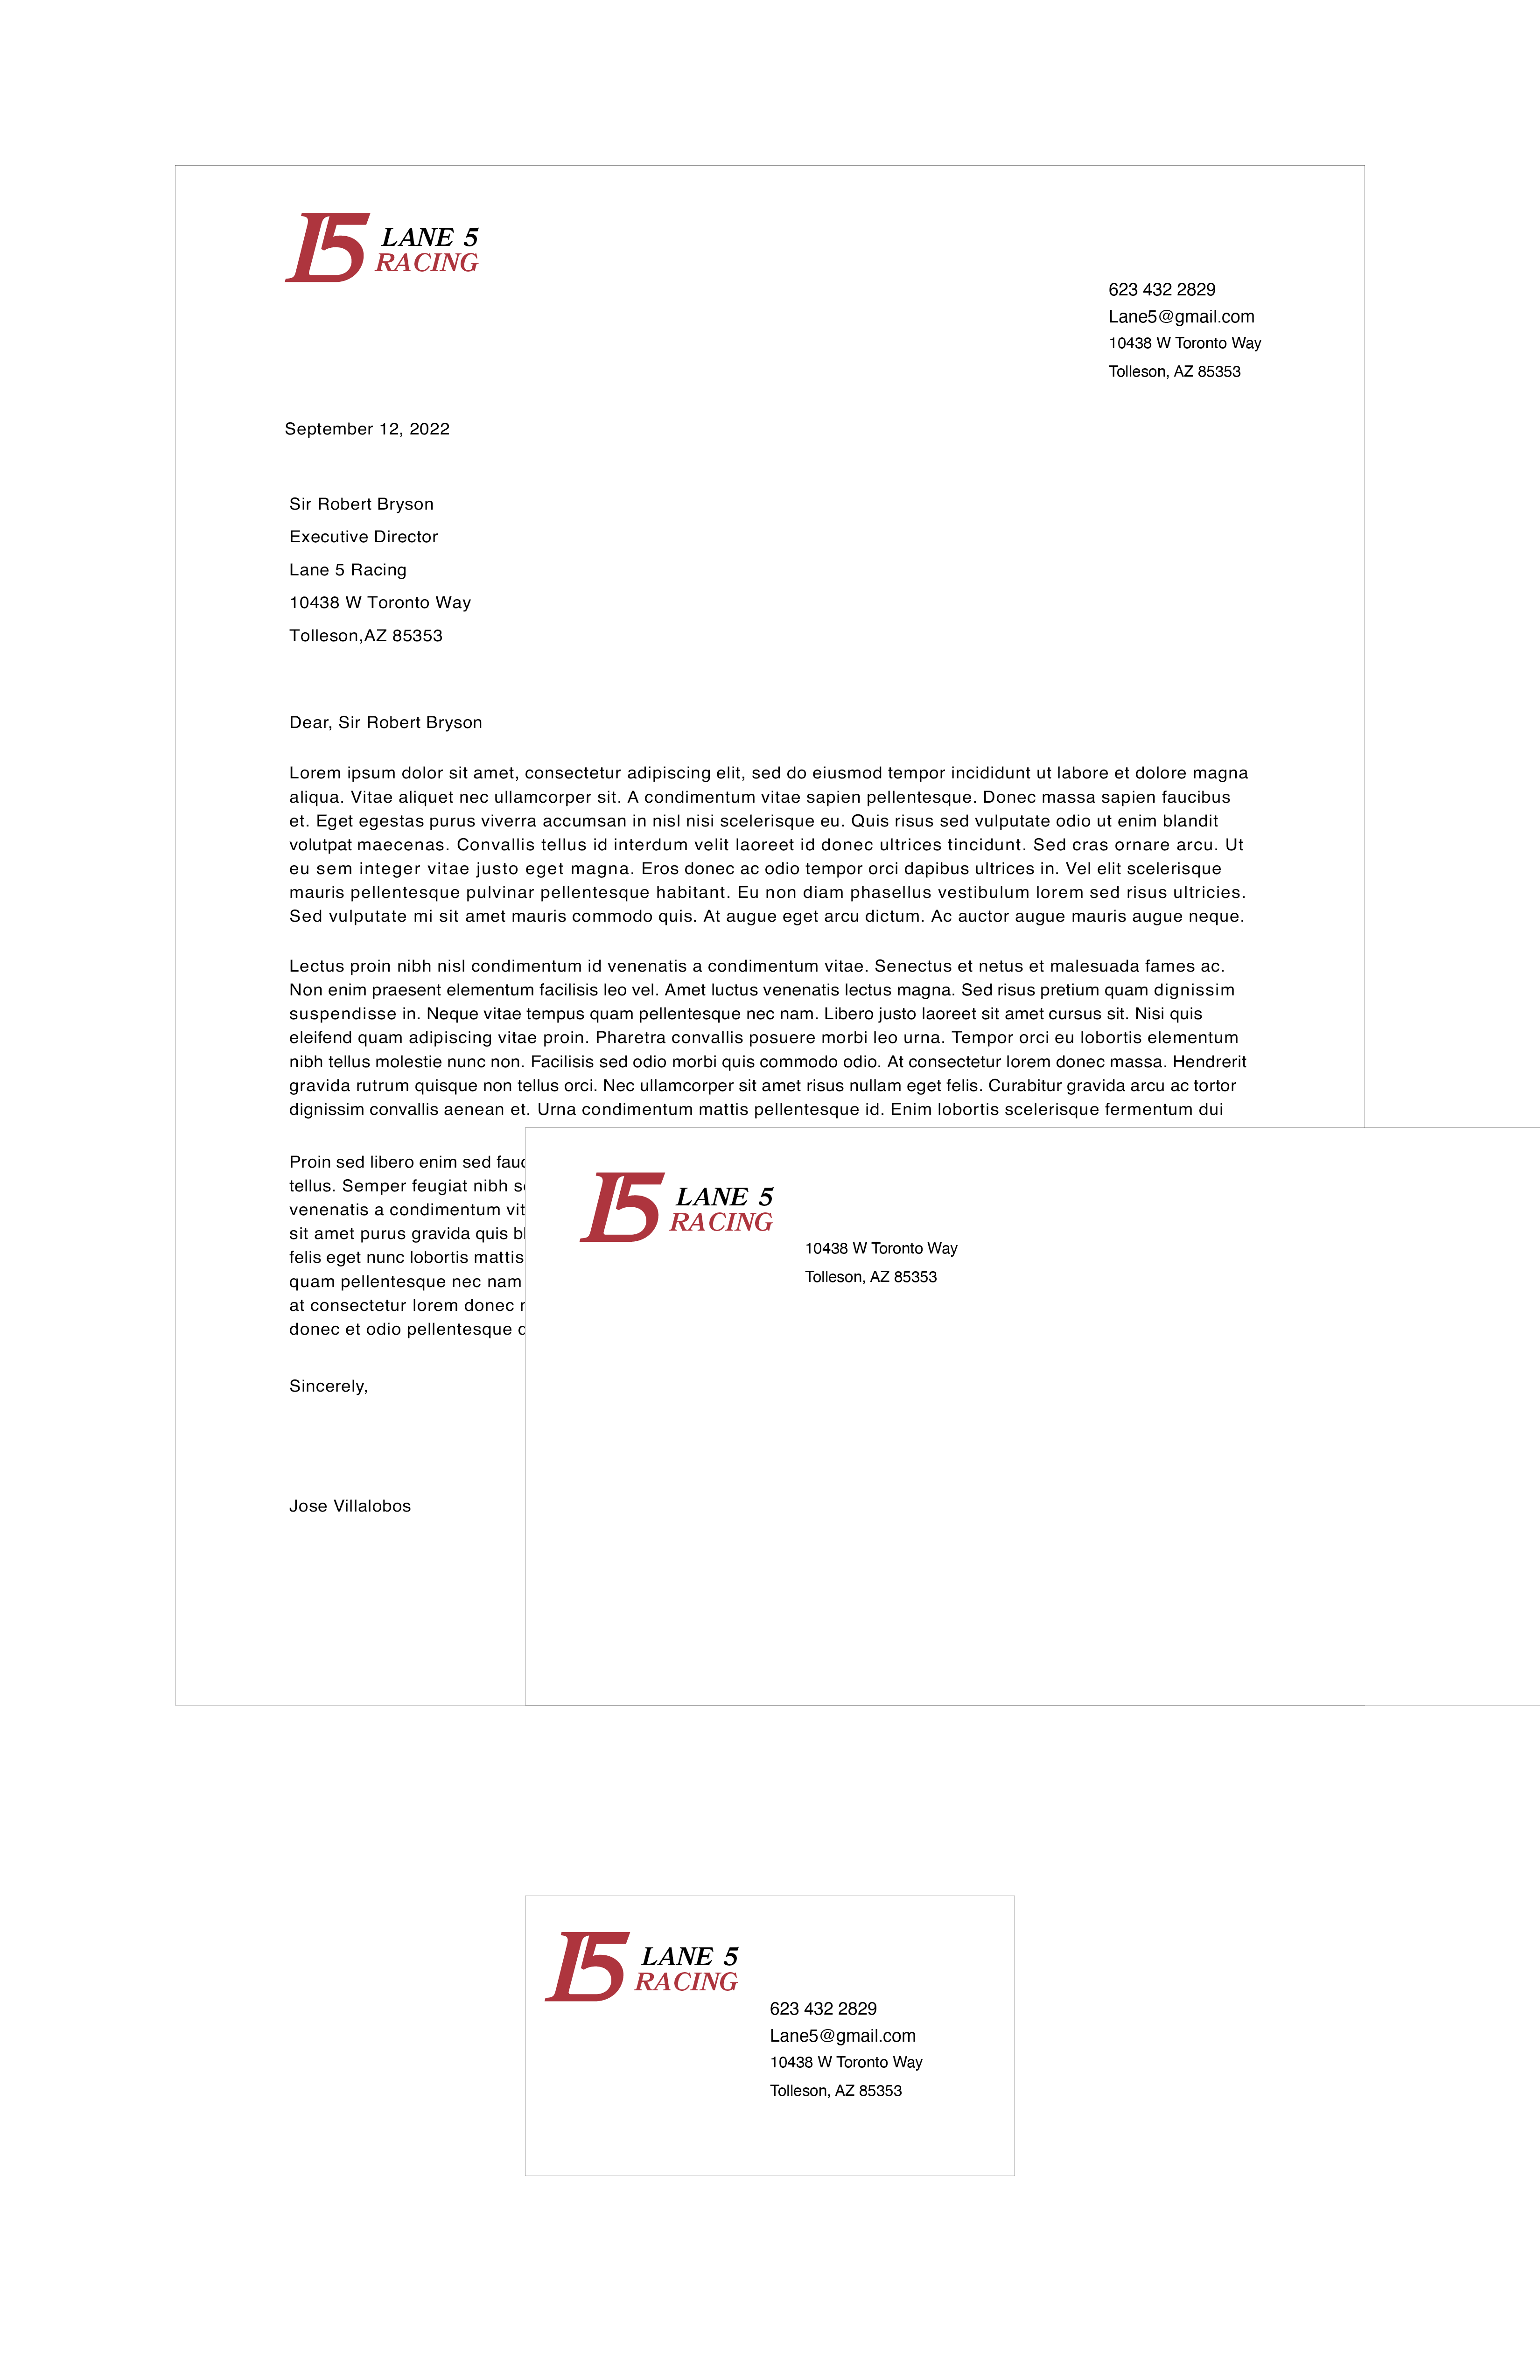 L5 LANE 5
RACING
623 432 2829
Lane5@gmail.com
10438 W Toronto Way
Tolleson, AZ 85353
September 12, 2022
Sir Robert Bryson
Executive Director
Lane 5 Racing
10438 W Toronto Way
Tolleson,AZ 85353
Dear, Sir Robert Bryson
Lorem ipsum dolor sit amet, consectetur adipiscing elit, sed do eiusmod tempor incididunt ut labore et dolore magna
aliqua. Vitae aliquet nec ullamcorper sit. A condimentum vitae sapien pellentesque. Donec massa sapien faucibus
et. Eget egestas purus viverra accumsan in nisl nisi scelerisque eu. Quis risus sed vulputate odio ut enim blandit
volutpat maecenas. Convallis tellus id interdum velit laoreet id donec ultrices tincidunt. Sed cras ornare arcu. Ut
eu sem integer vitae justo eget magna. Eros donec ac odio tempor orci dapibus ultrices in. Vel elit scelerisque
mauris pellentesque pulvinar pellentesque habitant. Eu non diam phasellus vestibulum lorem sed risus ultricies.
Sed vulputate mi sit amet mauris commodo quis. At augue eget arcu dictum. Ac auctor augue mauris augue neque.
Lectus proin nibh nisl condimentum id venenatis a condimentum vitae. Senectus et netus et malesuada fames ac.
Non enim praesent elementum facilisis leo vel. Amet luctus venenatis lectus magna. Sed risus pretium quam dignissim
suspendisse in. Neque vitae tempus quam pellentesque nec nam. Libero justo laoreet sit amet cursus sit. Nisi quis
eleifend quam adipiscing vitae proin. Pharetra convallis posuere morbi leo urna. Tempor orci eu lobortis elementum
nibh tellus molestie nunc non. Facilisis sed odio morbi quis commodo odio. At consectetur lorem donec massa. Hendrerit
gravida rutrum quisque non tellus orci. Nec ullamcorper sit amet risus nullam eget felis. Curabitur gravida arcu ac tortor
dignissim convallis aenean et. Urna condimentum mattis pellentesque id. Enim lobortis scelerisque fermentum dui
Proin sed libero enim sed
tellus. Semper feugiat nibh
venenatis a condimentum
sit amet purus gravida quis
felis eget nunc lobortis mattis
quam pellentesque nec nam
at consectetur lorem donec
donec et odio pellentesque
Sincerely,
Jose Villalobos
L5 LANE 5
RACING
10438 W Toronto Way
Tolleson, AZ 85353
L5 LANE 5
RACING
623 432 2829
Lane5@gmail.com
10438 W Toronto Way
Tolleson, AZ 85353